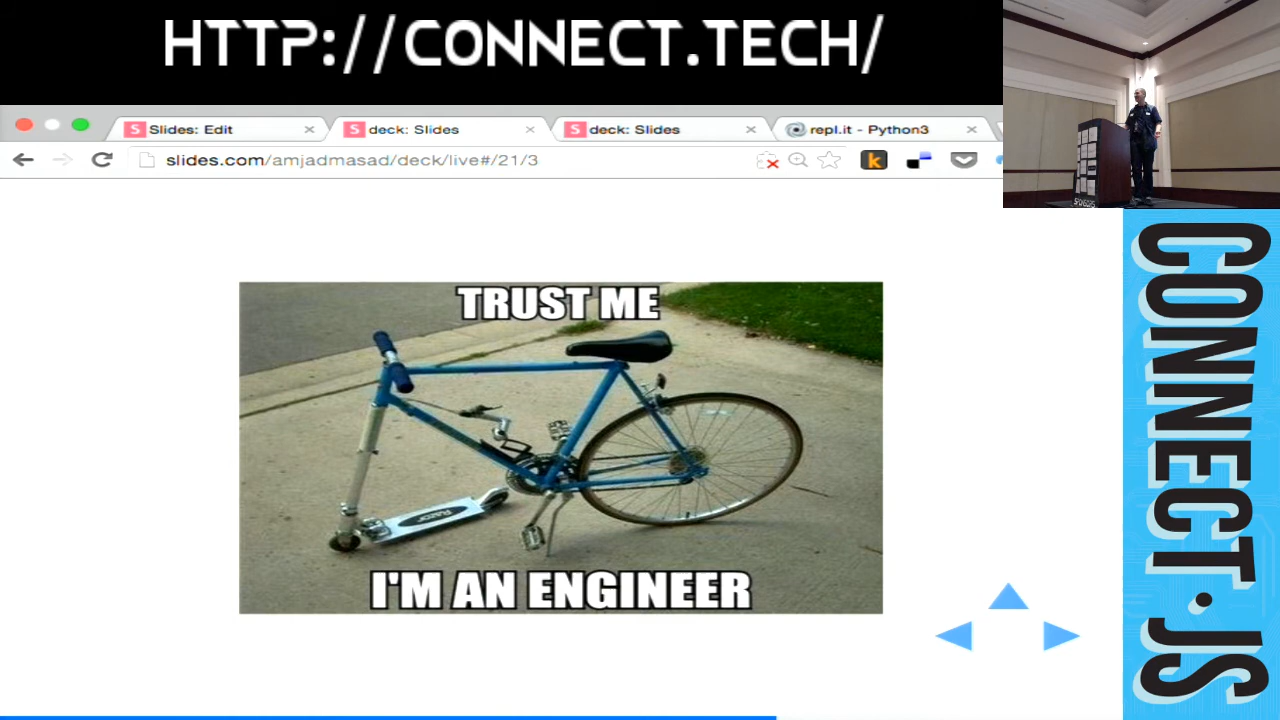 HTTP://CONNECT.TECH/
Slides: Edit
deck: Slides
deck: Slides
repl.it - Python3
slides.com/amjadmasad/deck/live#/21/3
TRUST ME
RAZOR
I'M AN ENGINEER
CONNECT·JS